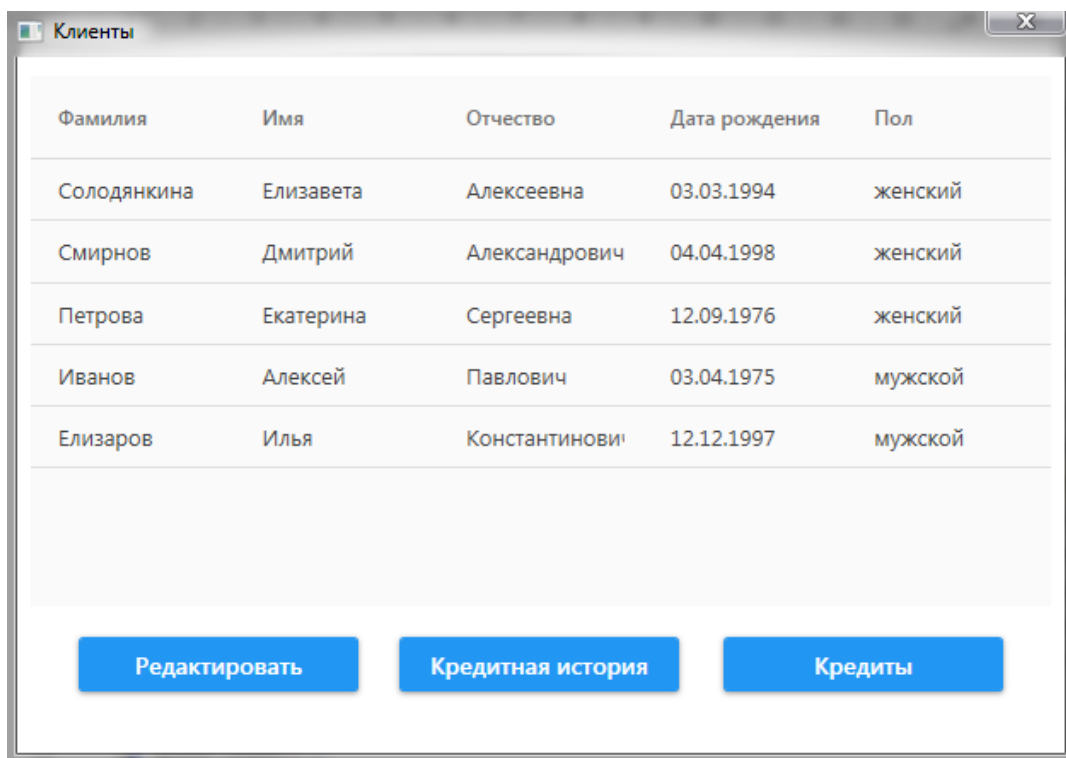 Клиенты
Фамилия Имя Отчество Дата рождения Пол
Солодянкина Елизавета Алексеевна 03.03.1994 женский
Смирнов Дмитрий Александрович 04.04.1998 женский
Петрова Екатерина Сергеевна 12.09.1976 женский
Иванов Алексей Павлович 03.04.1975 мужской
Елизаров Илья Константинович 12.12.1997 мужской
Редактировать Кредитная история Кредиты